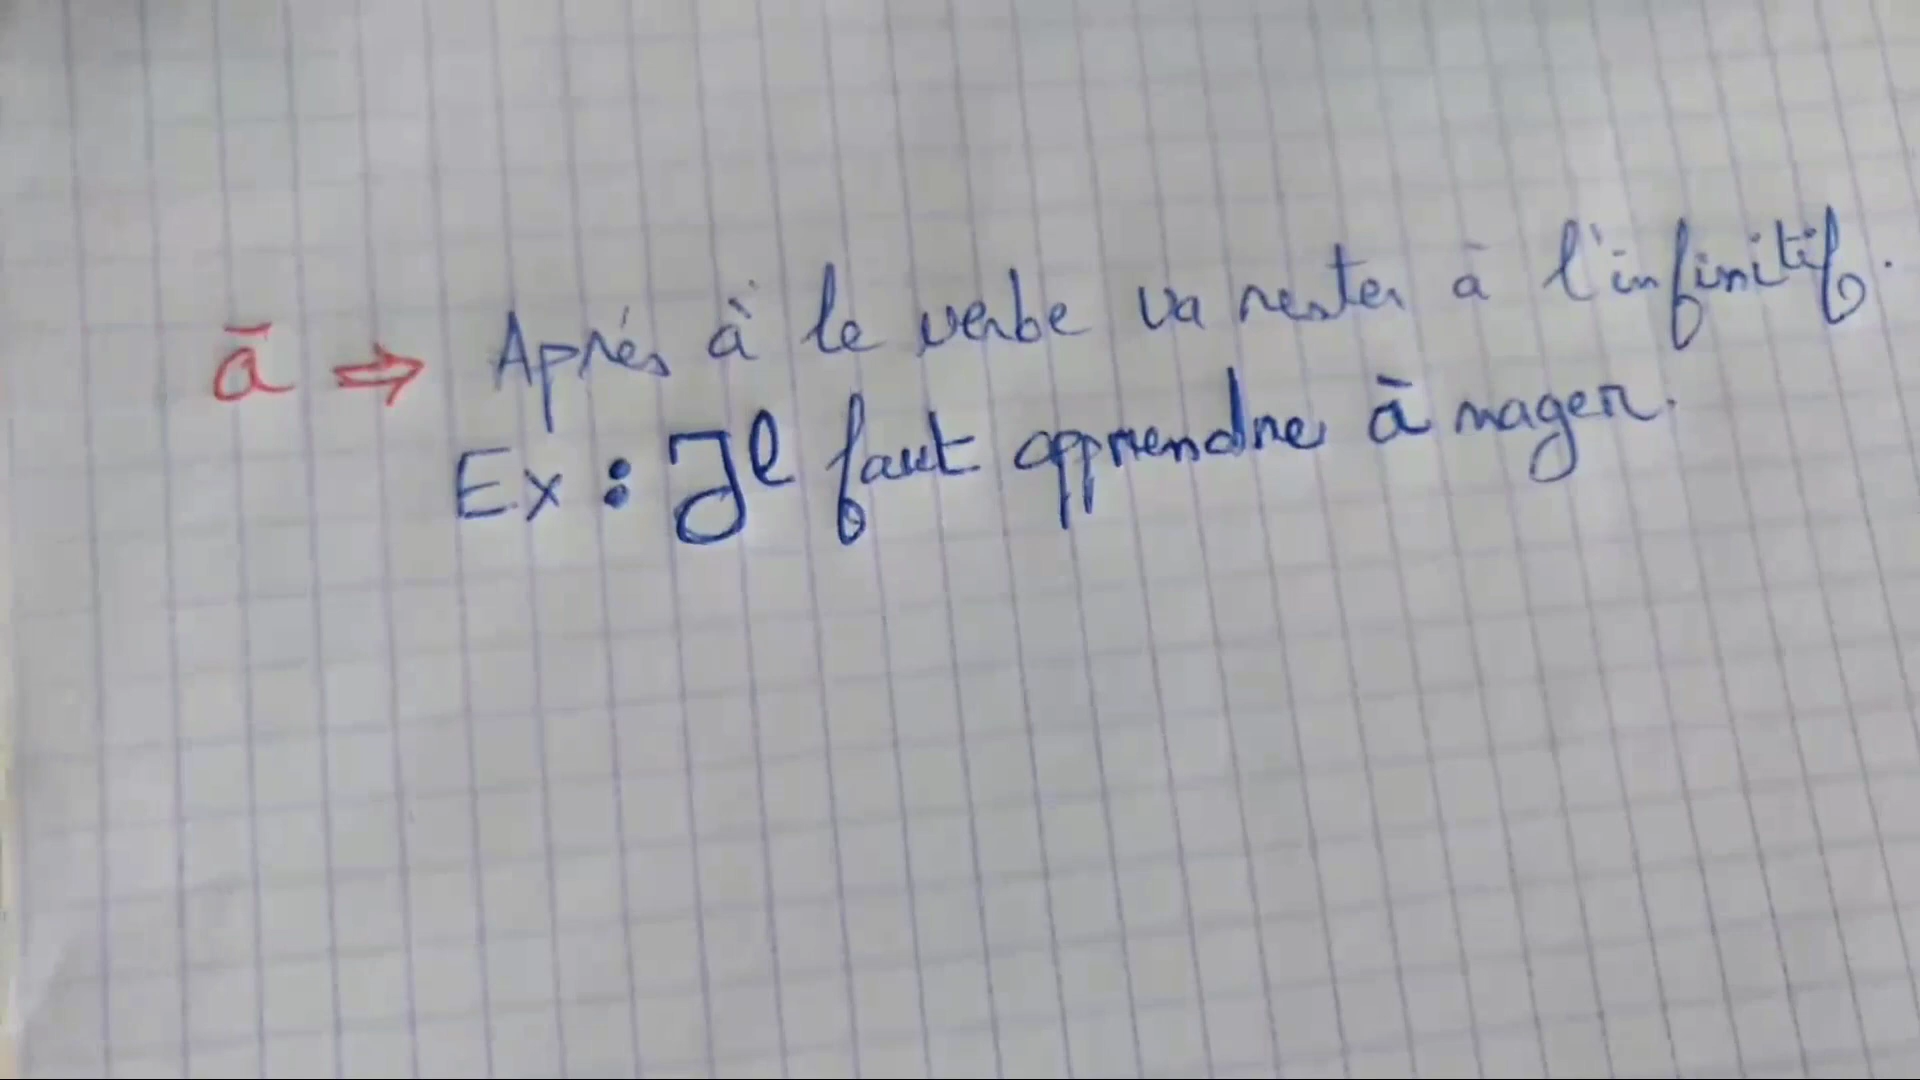 à ⇒ Après à le verbe va rester à l'infinitif.
Ex : Il faut apprendre à nager.